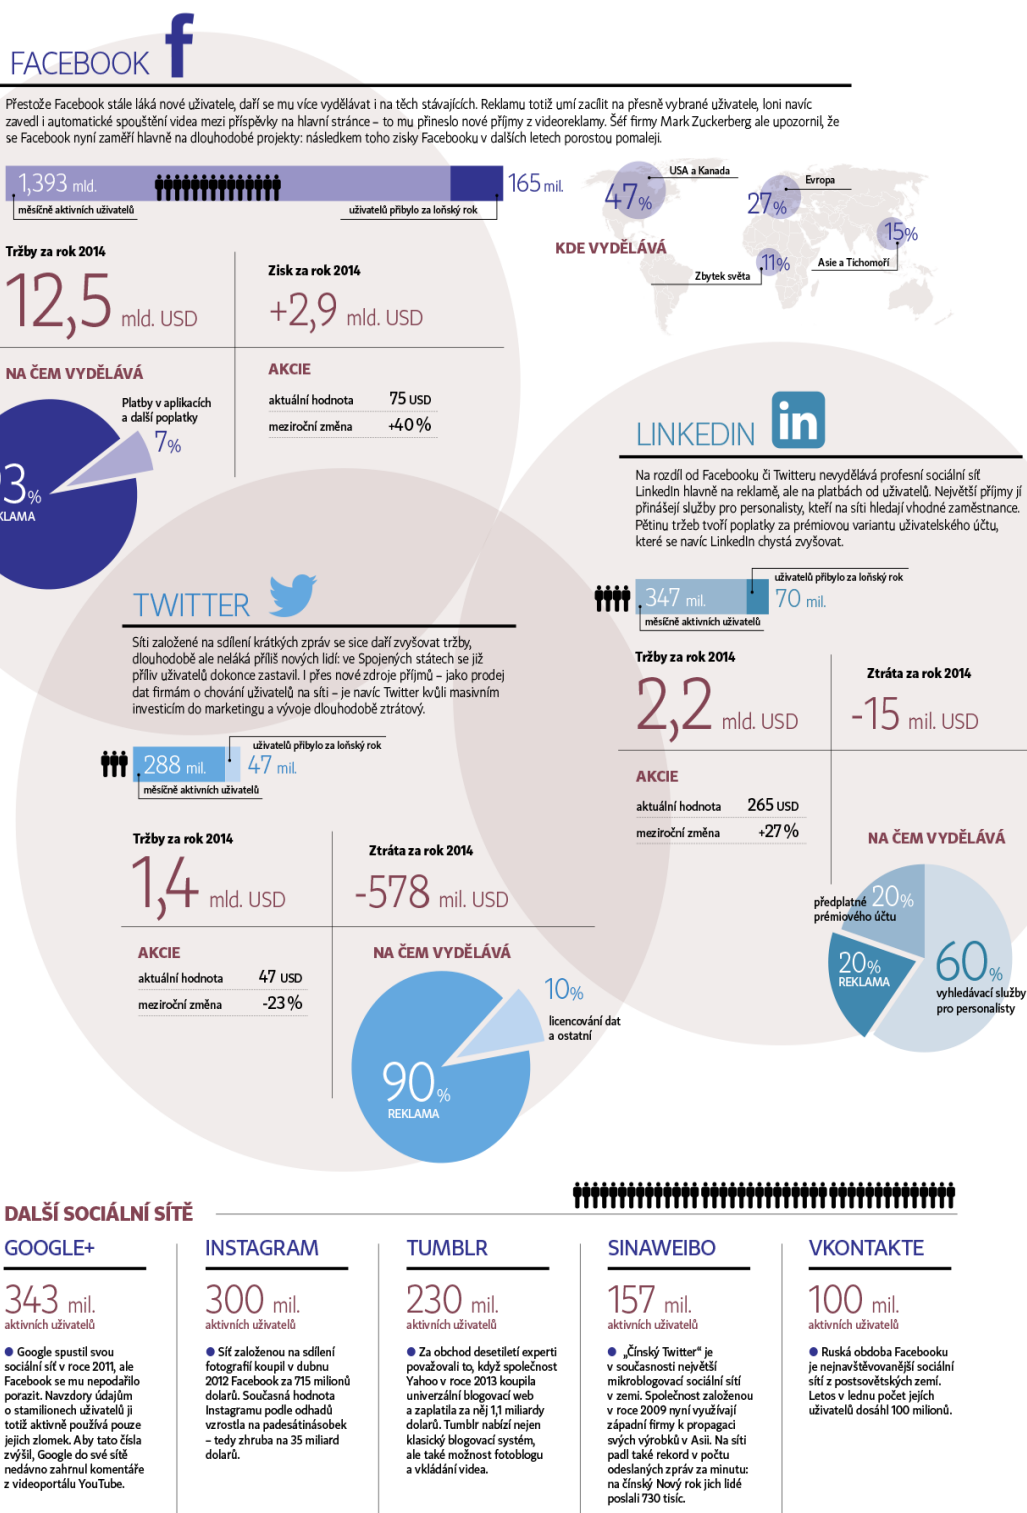 FACEBOOK
Přestože Facebook stále láká nové uživatele, daří se mu více vydělávat i na těch stávajících. Reklamu totiž umí zacílit na přesně vybrané uživatele, loni navíc
zavedl i automatické spouštění videa mezi příspěvky na hlavní stránce – to mu přineslo nové příjmy z videoreklamy. Šéf firmy Mark Zuckerberg ale upozornil, že
se Facebook nyní zaměří hlavně na dlouhodobé projekty: následkem toho zisky Facebooku v dalších letech porostou pomaleji.
1,393 mld.
165 mil.
měsíčně aktivních uživatelů
uživatelů přibylo za loňský rok
KDE VYDĚLÁVÁ
USA a Kanada
47%
Evropa
27%
15%
Asie a Tichomoří
11%
Zbytek světa
Tržby za rok 2014
12,5 mld. USD
Zisk za rok 2014
+2,9 mld. USD
NA ČEM VYDĚLÁVÁ
Platby v aplikacích
a další poplatky
7%
93%
KLAMA
AKCIE
aktuální hodnota 75 USD
meziroční změna +40 %
LINKEDIN in
Na rozdíl od Facebooku či Twitteru nevydělává profesní sociální síť
LinkedIn hlavně na reklamě, ale na platbách od uživatelů. Největší příjmy jí
přinášejí služby pro personalisty, kteří na síti hledají vhodné zaměstnance.
Pětinu tržeb tvoří poplatky za prémiovou variantu uživatelského účtu,
které se navíc LinkedIn chystá zvyšovat.
uživatelů přibylo za loňský rok
347 mil.
70 mil.
měsíčně aktivních uživatelů
Tržby za rok 2014
2,2 mld. USD
Ztráta za rok 2014
-15 mil. USD
AKCIE
aktuální hodnota 265 USD
meziroční změna +27 %
NA ČEM VYDĚLÁVÁ
předplatné 20%
prémiového účtu
20%
REKLAMA
60%
vyhledávací služby
pro personalisty
TWITTER
Síti založené na sdílení krátkých zpráv se sice daří zvyšovat tržby,
dlouhodobě ale neláká příliš nových lidí: ve Spojených státech se již
příliv uživatelů dokonce zastavil. I přes nové zdroje příjmů – jako prodej
dat firmám o chování uživatelů na síti – je navíc Twitter kvůli masivním
investicím do marketingu a vývoje dlouhodobě ztrátový.
uživatelů přibylo za loňský rok
288 mil.
47 mil.
měsíčně aktivních uživatelů
Tržby za rok 2014
1,4 mld. USD
Ztráta za rok 2014
-578 mil. USD
AKCIE
aktuální hodnota 47 USD
meziroční změna -23 %
NA ČEM VYDĚLÁVÁ
10%
licencování dat
a ostatní
90%
REKLAMA
DALŠÍ SOCIÁLNÍ SÍTĚ
GOOGLE+
343 mil.
aktivních uživatelů
● Google spustil svou
sociální síť v roce 2011, ale
Facebook se mu nepodařilo
porazit. Navzdory údajům
o stamilionech uživatelů ji
totiž aktivně používá pouze
jejich zlomek. Aby tato čísla
zvýšil, Google do své sítě
nedávno zahrnul komentáře
z videoportálu YouTube.
INSTAGRAM
300 mil.
aktivních uživatelů
● Síť založenou na sdílení
fotografií koupil v dubnu
2012 Facebook za 715 milionů
dolarů. Současná hodnota
Instagramu podle odhadů
vzrostla na padesátinásobek
– tedy zhruba na 35 miliard
dolarů.
TUMBLR
230 mil.
aktivních uživatelů
● Za obchod desetiletí experti
považovali to, když společnost
Yahoo v roce 2013 koupila
univerzální blogovací web
a zaplatila za něj 1,1 miliardy
dolarů. Tumblr nabízí nejen
klasický blogovací systém,
ale také možnost fotoblogu
a vkládání videa.
SINAWEIBO
157 mil.
aktivních uživatelů
● „Čínský Twitter“ je
v současnosti největší
mikroblogovací sociální sítí
v zemi. Společnost založenou
v roce 2009 nyní využívají
západní firmy k propagaci
svých výrobků v Asii. Na síti
padl také rekord v počtu
odeslaných zpráv za minutu:
na čínský Nový rok jich lidé
poslali 730 tisíc.
VKONTAKTE
100 mil.
aktivních uživatelů
● Ruská obdoba Facebooku
je nejnavštěvovanější sociální
sítí z postsovětských zemí.
Letos v lednu počet jejích
uživatelů dosáhl 100 milionů.